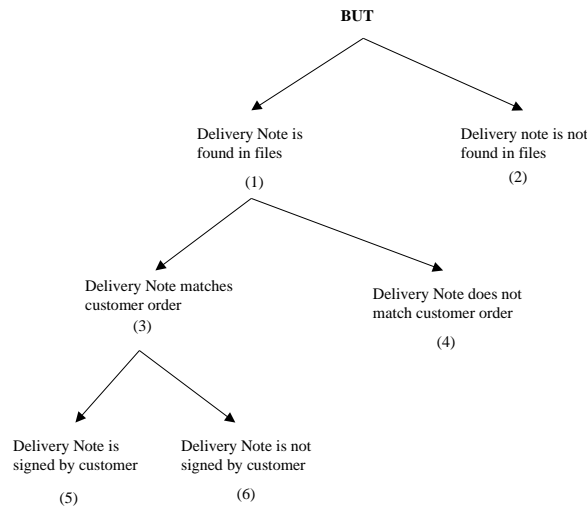 BUT
Delivery Note is
found in files
(1)
Delivery note is not
found in files
(2)
Delivery Note matches
customer order
(3)
Delivery Note does not
match customer order
(4)
Delivery Note is
signed by customer
(5)
Delivery Note is not
signed by customer
(6)